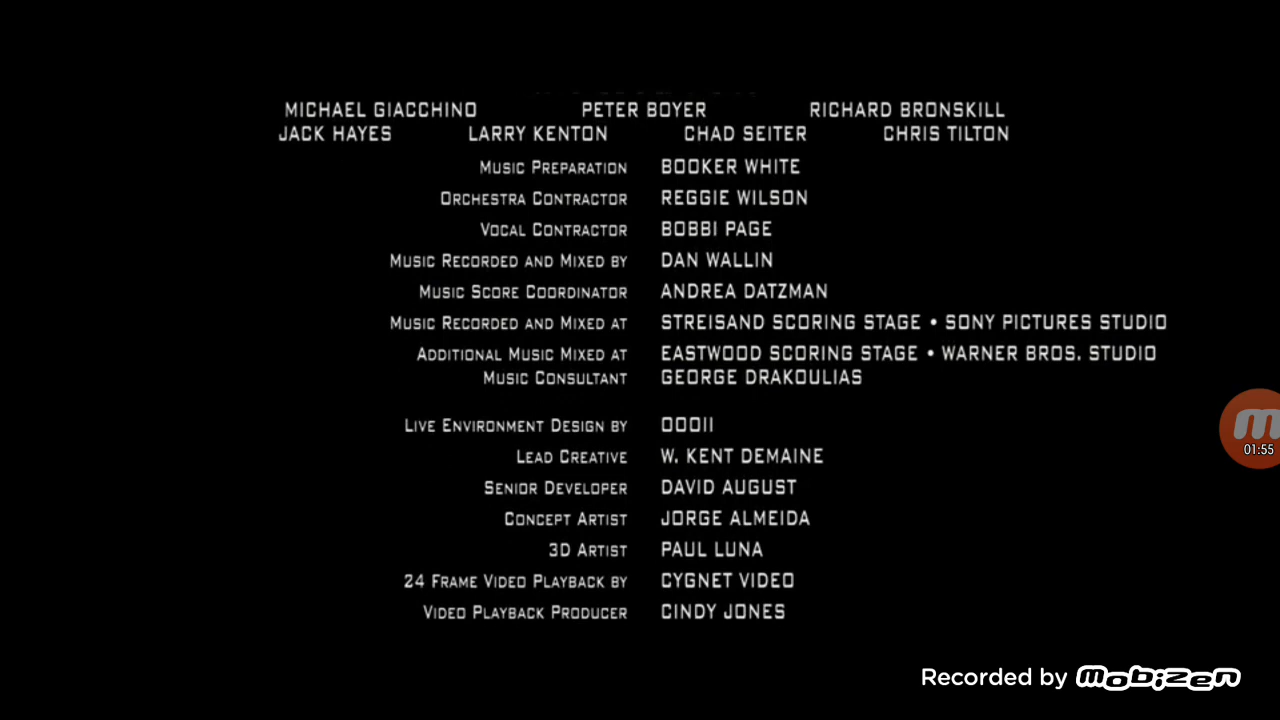 MICHAEL GIACCHINO PETER BOYER RICHARD BRONSKILL
JACK HAYES LARRY KENTON CHAD SEITER CHRIS TILTON
MUSIC PREPARATION BOOKER WHITE
ORCHESTRA CONTRACTOR REGGIE WILSON
VOCAL CONTRACTOR BOBBI PAGE
MUSIC RECORDED AND MIXED BY DAN WALLIN
MUSIC SCORE COORDINATOR ANDREA DATZMAN
MUSIC RECORDED AND MIXED AT STREISAND SCORING STAGE • SONY PICTURES STUDIO
ADDITIONAL MUSIC MIXED AT EASTWOOD SCORING STAGE • WARNER BROS. STUDIO
MUSIC CONSULTANT GEORGE DRAKOULIAS
LIVE ENVIRONMENT DESIGN BY OOOII
LEAD CREATIVE W. KENT DEMAINE
SENIOR DEVELOPER DAVID AUGUST
CONCEPT ARTIST JORGE ALMEIDA
3D ARTIST PAUL LUNA
24 FRAME VIDEO PLAYBACK BY CYGNET VIDEO
VIDEO PLAYBACK PRODUCER CINDY JONES
01:55
Recorded by mobizen